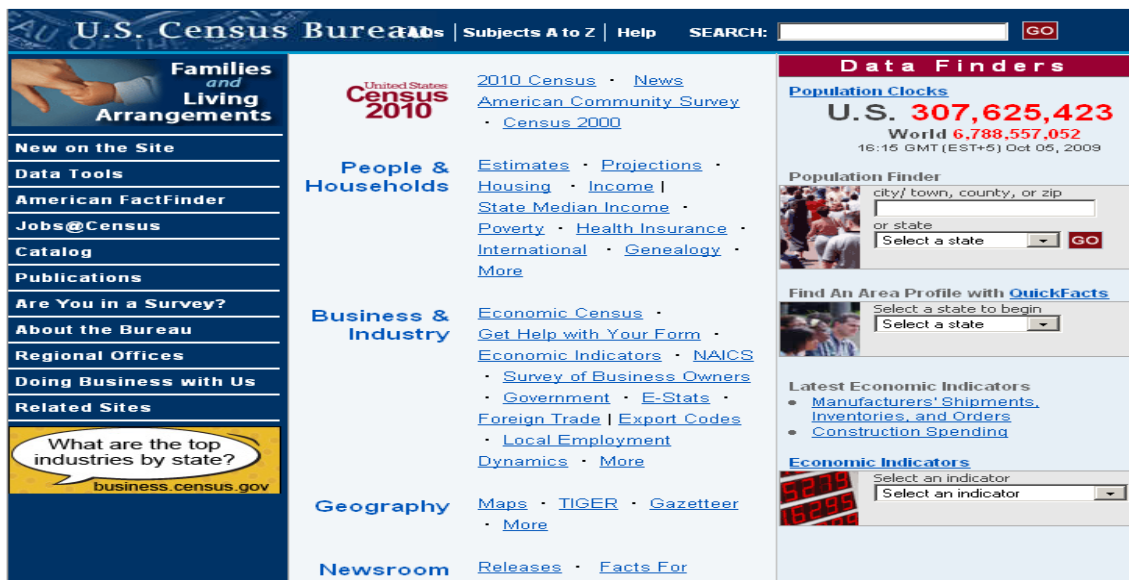 U.S. Census Bureau
FAQs | Subjects A to Z | Help SEARCH: GO
Families
and
Living
Arrangements
New on the Site
Data Tools
American FactFinder
Jobs@Census
Catalog
Publications
Are You in a Survey?
About the Bureau
Regional Offices
Doing Business with Us
Related Sites
What are the top
industries by state?
business.census.gov
United States
Census
2010
2010 Census · News
American Community Survey
· Census 2000
People &
Households
Estimates · Projections ·
Housing · Income |
State Median Income ·
Poverty · Health Insurance ·
International · Genealogy ·
More
Business &
Industry
Economic Census ·
Get Help with Your Form ·
Economic Indicators · NAICS
· Survey of Business Owners
· Government · E-Stats ·
Foreign Trade | Export Codes
· Local Employment
Dynamics · More
Geography
Maps · TIGER · Gazetteer
· More
Newsroom
Releases · Facts For
Data Finders
Population Clocks
U.S. 307,625,423
World 6,788,557,052
16:15 GMT (EST+5) Oct 05, 2009
Population Finder
city/ town, county, or zip
or state
Select a state GO
Find An Area Profile with QuickFacts
Select a state to begin
Select a state
Latest Economic Indicators
• Manufacturers' Shipments,
Inventories, and Orders
• Construction Spending
Economic Indicators
Select an indicator
Select an indicator